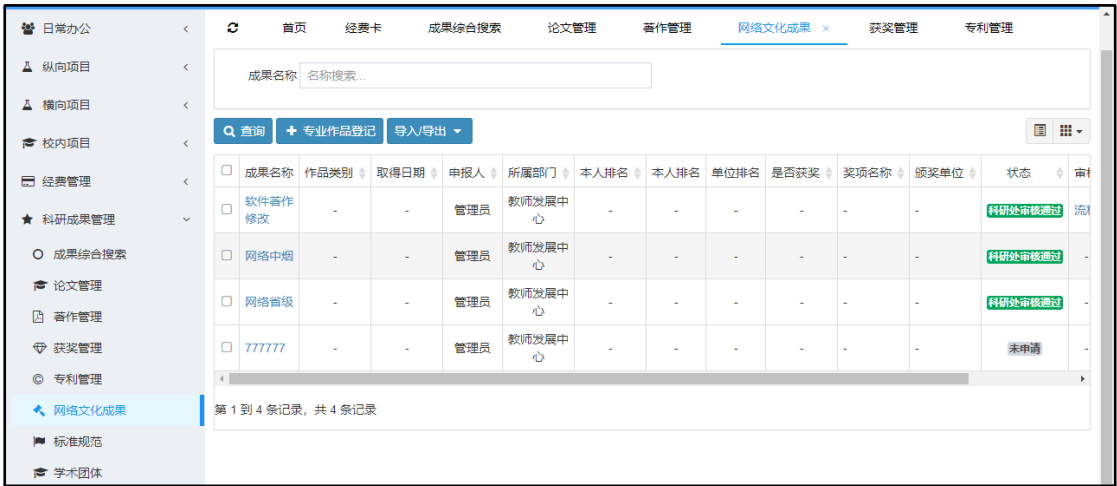 日常办公
纵向项目
横向项目
校内项目
经费管理
科研成果管理
成果综合搜索
论文管理
著作管理
获奖管理
专利管理
网络文化成果
标准规范
学术团体
首页 经费卡 成果综合搜索 论文管理 著作管理 网络文化成果 × 获奖管理 专利管理
成果名称 名称搜索...
查询 专业作品登记 导入/导出
成果名称 作品类别 取得日期 申报人 所属部门 本人排名 本人排名 单位排名 是否获奖 奖项名称 颁奖单位 状态
软件著作修改 - - 管理员 教师发展中心 - - - - - - 科研处审核通过
网络中烟 - - 管理员 教师发展中心 - - - - - - 科研处审核通过 -
网络省级 - - 管理员 教师发展中心 - - - - - - 科研处审核通过 -
777777 - - 管理员 教师发展中心 - - - - - - 未申请 -
第 1 到 4 条记录，共 4 条记录